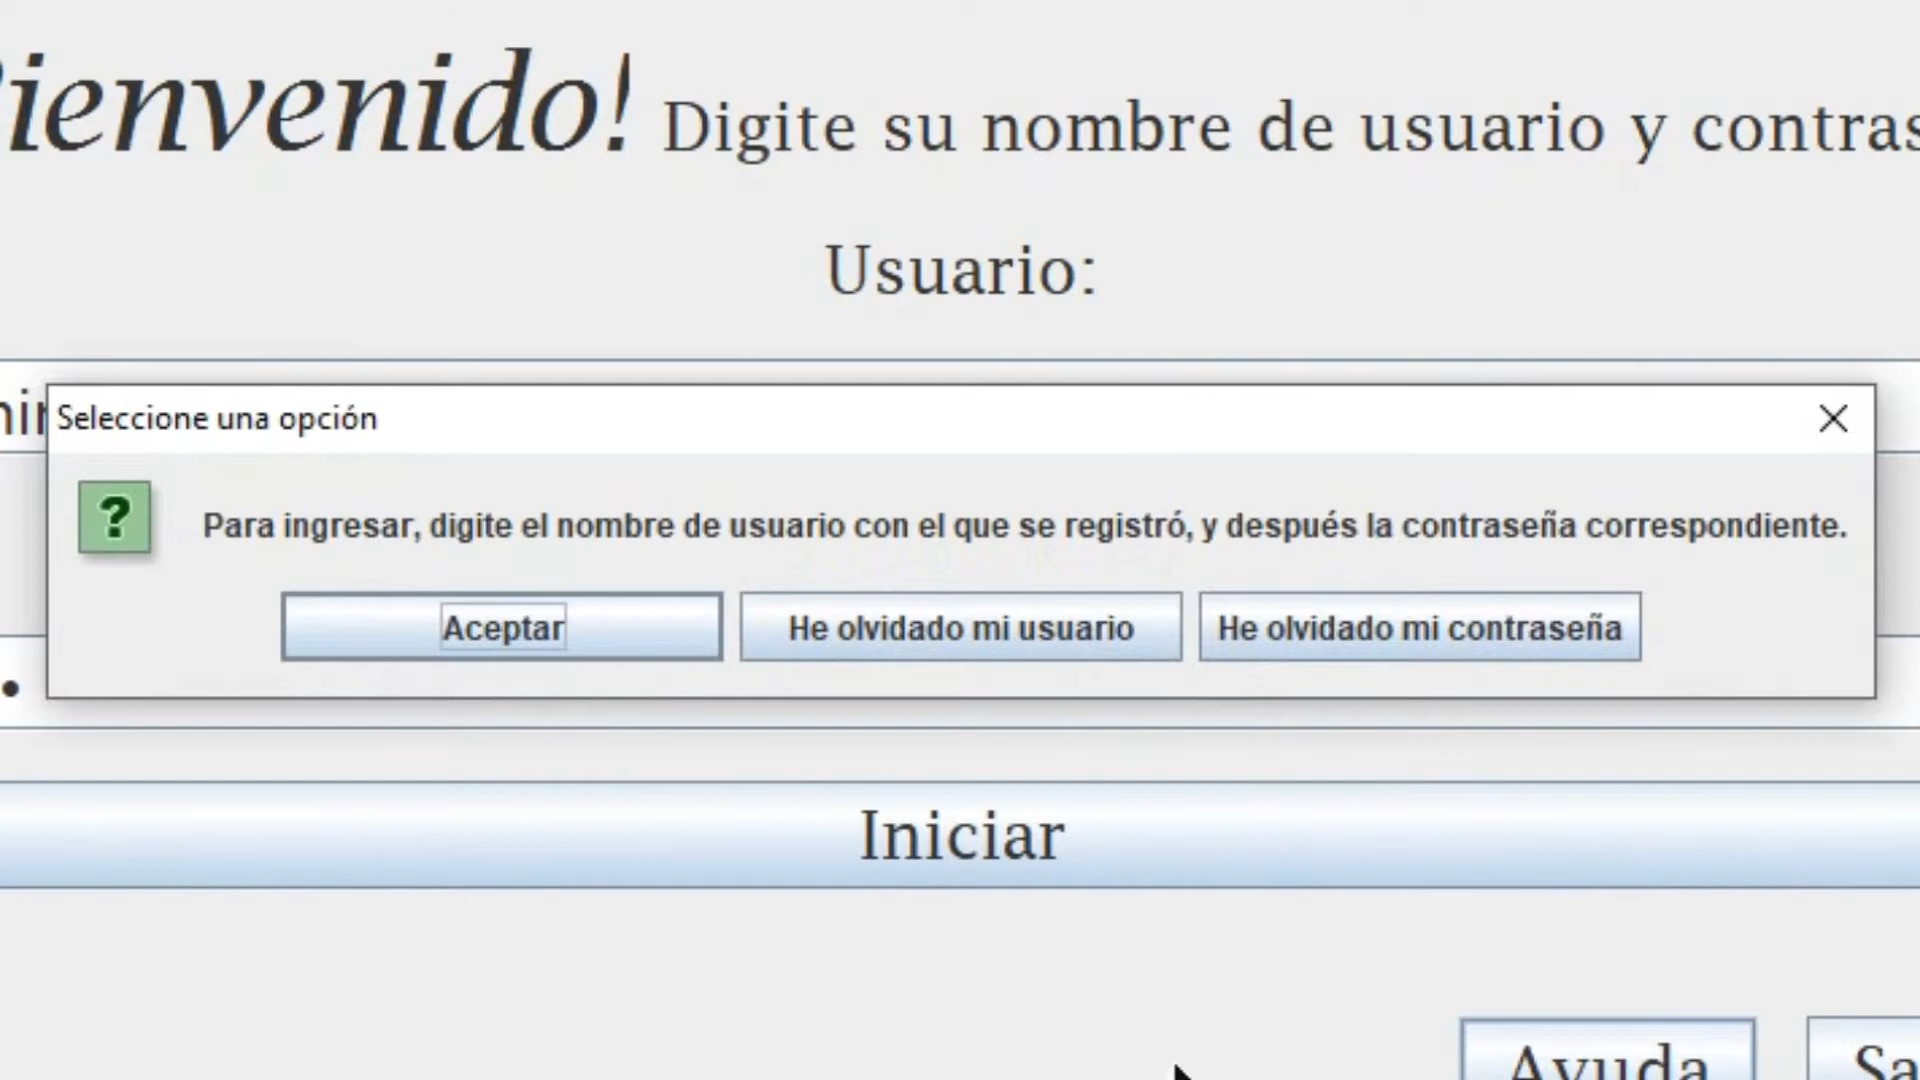 ienvenido! Digite su nombre de usuario y contras
Usuario:
Seleccione una opción
?
Para ingresar, digite el nombre de usuario con el que se registró, y después la contraseña correspondiente.
Aceptar
He olvidado mi usuario
He olvidado mi contraseña
Iniciar
Ayuda